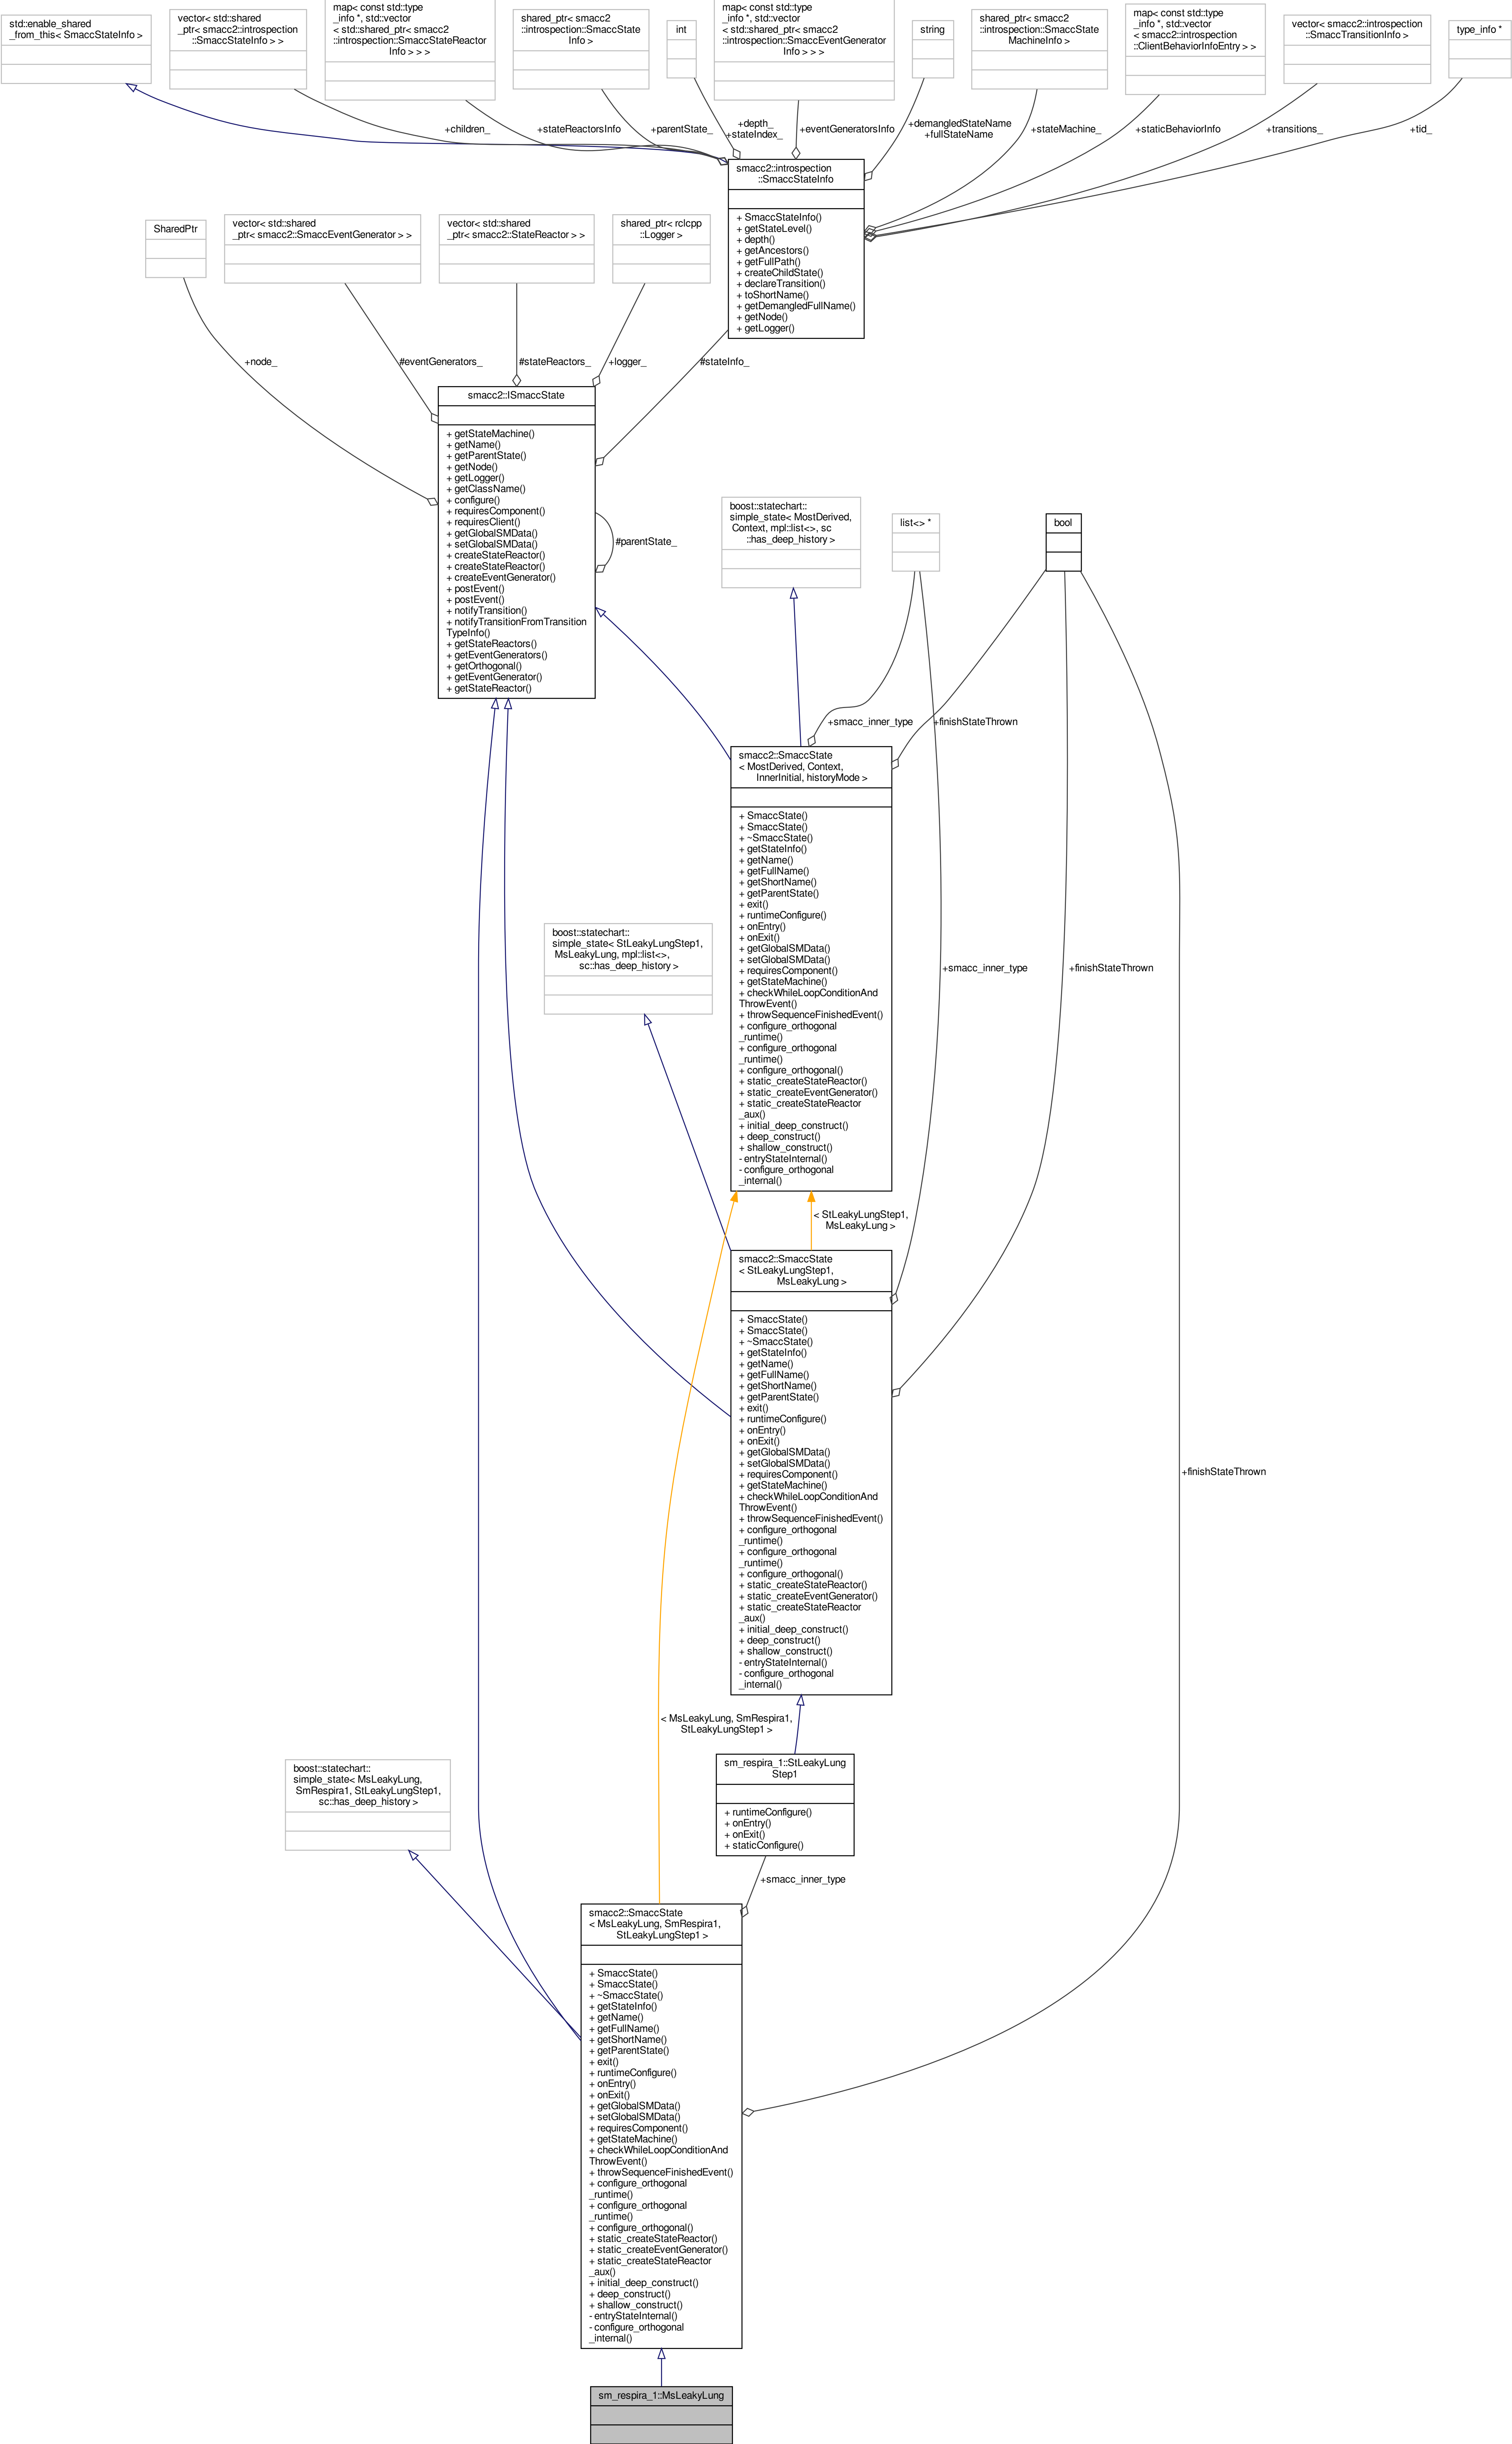 std::enable_shared
_from_this< SmaccStateInfo >
vector< std::shared
_ptr< smacc2::introspection
::SmaccStateInfo > >
map< const std::type
_info *, std::vector
< std::shared_ptr< smacc2
::introspection::SmaccStateReactor
Info > > >
shared_ptr< smacc2
::introspection::SmaccState
Info >
int
map< const std::type
_info *, std::vector
< std::shared_ptr< smacc2
::introspection::SmaccEventGenerator
Info > > >
string
shared_ptr< smacc2
::introspection::SmaccState
MachineInfo >
map< const std::type
_info *, std::vector
< smacc2::introspection
::ClientBehaviorInfoEntry > >
vector< smacc2::introspection
::SmaccTransitionInfo >
type_info *
+children_
+stateReactorsInfo
+parentState_
+depth_
+stateIndex_
+eventGeneratorsInfo
+demangledStateName
+fullStateName
+stateMachine_
+staticBehaviorInfo
+transitions_
+tid_
smacc2::introspection
::SmaccStateInfo
+ SmaccStateInfo()
+ getStateLevel()
+ depth()
+ getAncestors()
+ getFullPath()
+ createChildState()
+ declareTransition()
+ toShortName()
+ getDemangledFullName()
+ getNode()
+ getLogger()
SharedPtr
vector< std::shared
_ptr< smacc2::SmaccEventGenerator > >
vector< std::shared
_ptr< smacc2::StateReactor > >
shared_ptr< rclcpp
::Logger >
+node_
#eventGenerators_
#stateReactors_
+logger_
#stateInfo_
smacc2::ISmaccState
+ getStateMachine()
+ getName()
+ getParentState()
+ getNode()
+ getLogger()
+ getClassName()
+ configure()
+ requiresComponent()
+ requiresClient()
+ getGlobalSMData()
+ setGlobalSMData()
+ createStateReactor()
+ createStateReactor()
+ createEventGenerator()
+ postEvent()
+ postEvent()
+ notifyTransition()
+ notifyTransitionFromTransition
TypeInfo()
+ getStateReactors()
+ getEventGenerators()
+ getOrthogonal()
+ getEventGenerator()
+ getStateReactor()
#parentState_
boost::statechart::
simple_state< MostDerived,
Context, mpl::list<>, sc
::has_deep_history >
list<> *
bool
+smacc_inner_type
+finishStateThrown
smacc2::SmaccState
< MostDerived, Context,
InnerInitial, historyMode >
+ SmaccState()
+ SmaccState()
+ ~SmaccState()
+ getStateInfo()
+ getName()
+ getFullName()
+ getShortName()
+ getParentState()
+ exit()
+ runtimeConfigure()
+ onEntry()
+ onExit()
+ getGlobalSMData()
+ setGlobalSMData()
+ requiresComponent()
+ getStateMachine()
+ checkWhileLoopConditionAnd
ThrowEvent()
+ throwSequenceFinishedEvent()
+ configure_orthogonal
_runtime()
+ configure_orthogonal
_runtime()
+ configure_orthogonal()
+ static_createStateReactor()
+ static_createEventGenerator()
+ static_createStateReactor
_aux()
+ initial_deep_construct()
+ deep_construct()
+ shallow_construct()
- entryStateInternal()
- configure_orthogonal
_internal()
boost::statechart::
simple_state< StLeakyLungStep1,
MsLeakyLung, mpl::list<>,
sc::has_deep_history >
+smacc_inner_type
+finishStateThrown
< StLeakyLungStep1,
MsLeakyLung >
smacc2::SmaccState
< StLeakyLungStep1,
MsLeakyLung >
+ SmaccState()
+ SmaccState()
+ ~SmaccState()
+ getStateInfo()
+ getName()
+ getFullName()
+ getShortName()
+ getParentState()
+ exit()
+ runtimeConfigure()
+ onEntry()
+ onExit()
+ getGlobalSMData()
+ setGlobalSMData()
+ requiresComponent()
+ getStateMachine()
+ checkWhileLoopConditionAnd
ThrowEvent()
+ throwSequenceFinishedEvent()
+ configure_orthogonal
_runtime()
+ configure_orthogonal
_runtime()
+ configure_orthogonal()
+ static_createStateReactor()
+ static_createEventGenerator()
+ static_createStateReactor
_aux()
+ initial_deep_construct()
+ deep_construct()
+ shallow_construct()
- entryStateInternal()
- configure_orthogonal
_internal()
+finishStateThrown
< MsLeakyLung, SmRespira1,
StLeakyLungStep1 >
boost::statechart::
simple_state< MsLeakyLung,
SmRespira1, StLeakyLungStep1,
sc::has_deep_history >
sm_respira_1::StLeakyLung
Step1
+ runtimeConfigure()
+ onEntry()
+ onExit()
+ staticConfigure()
+smacc_inner_type
smacc2::SmaccState
< MsLeakyLung, SmRespira1,
StLeakyLungStep1 >
+ SmaccState()
+ SmaccState()
+ ~SmaccState()
+ getStateInfo()
+ getName()
+ getFullName()
+ getShortName()
+ getParentState()
+ exit()
+ runtimeConfigure()
+ onEntry()
+ onExit()
+ getGlobalSMData()
+ setGlobalSMData()
+ requiresComponent()
+ getStateMachine()
+ checkWhileLoopConditionAnd
ThrowEvent()
+ throwSequenceFinishedEvent()
+ configure_orthogonal
_runtime()
+ configure_orthogonal
_runtime()
+ configure_orthogonal()
+ static_createStateReactor()
+ static_createEventGenerator()
+ static_createStateReactor
_aux()
+ initial_deep_construct()
+ deep_construct()
+ shallow_construct()
- entryStateInternal()
- configure_orthogonal
_internal()
sm_respira_1::MsLeakyLung